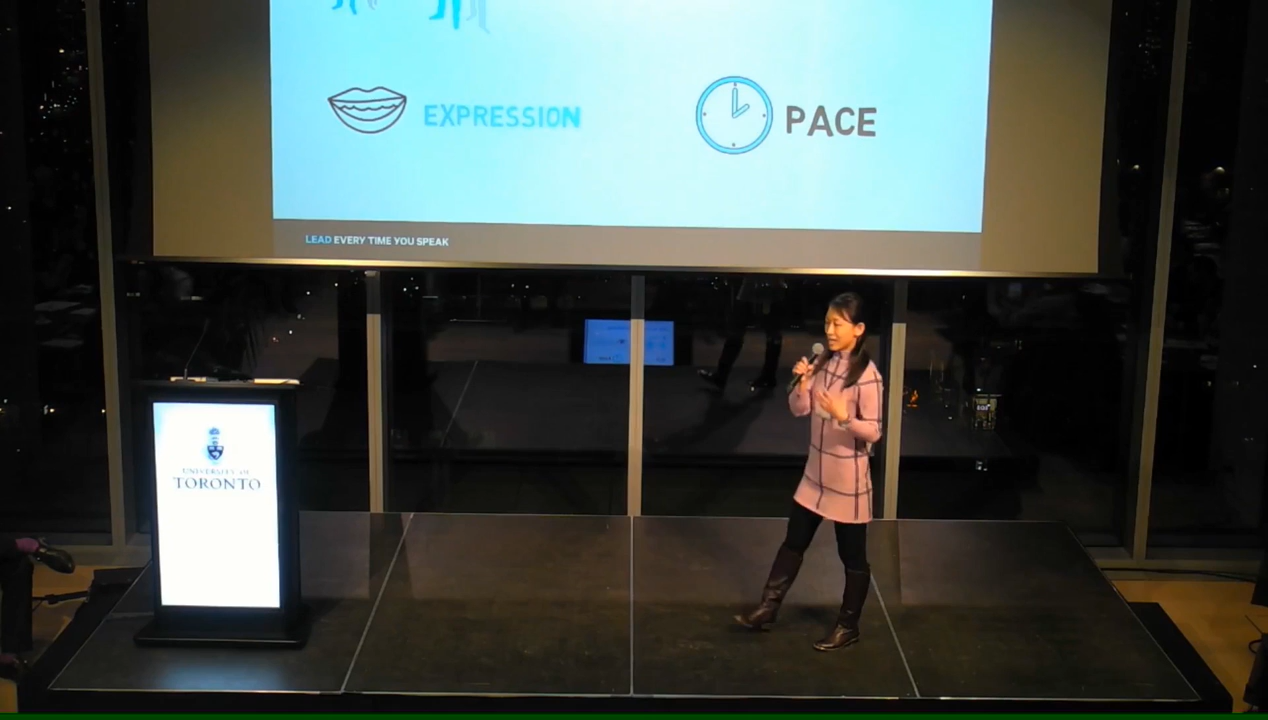 EXPRESSION
PACE
LEAD EVERY TIME YOU SPEAK
UNIVERSITY OF
TORONTO